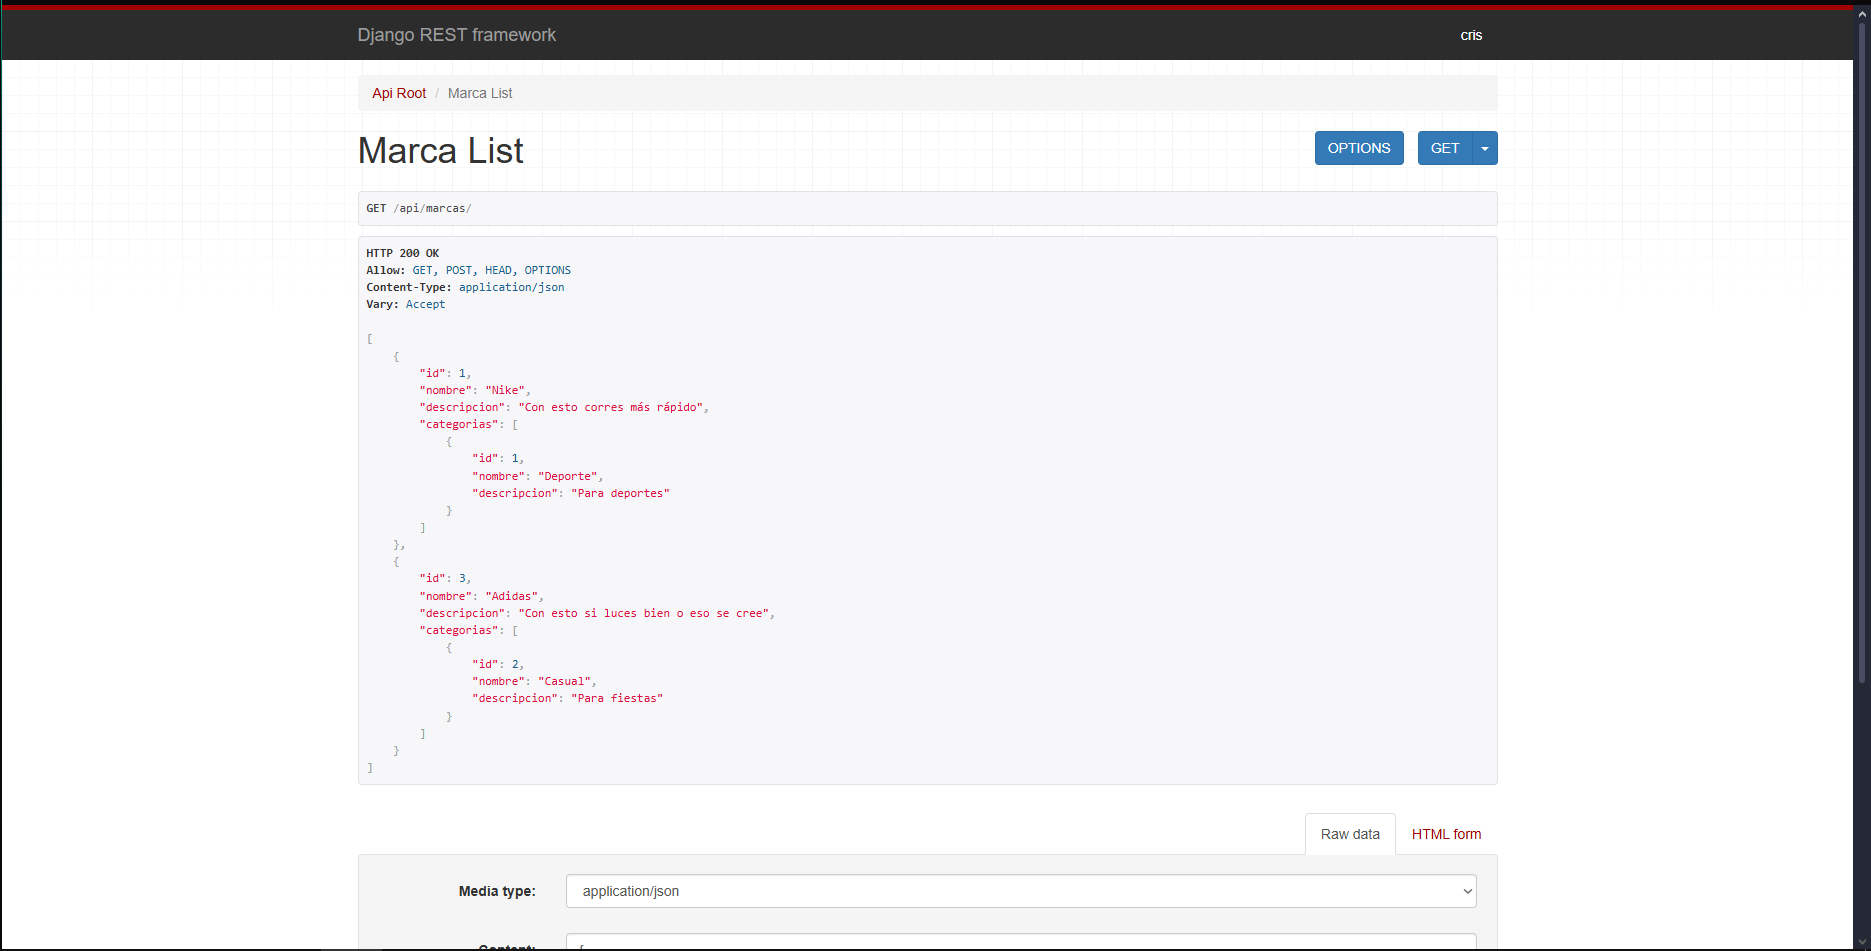 Django REST framework
cris
Api Root / Marca List
Marca List
OPTIONS
GET
GET /api/marcas/
HTTP 200 OK
Allow: GET, POST, HEAD, OPTIONS
Content-Type: application/json
Vary: Accept
[
    {
        "id": 1,
        "nombre": "Nike",
        "descripcion": "Con esto corres más rápido",
        "categorias": [
            {
                "id": 1,
                "nombre": "Deporte",
                "descripcion": "Para deportes"
            }
        ]
    },
    {
        "id": 3,
        "nombre": "Adidas",
        "descripcion": "Con esto si luces bien o eso se cree",
        "categorias": [
            {
                "id": 2,
                "nombre": "Casual",
                "descripcion": "Para fiestas"
            }
        ]
    }
]
Raw data
HTML form
Media type:
application/json
Content:
{